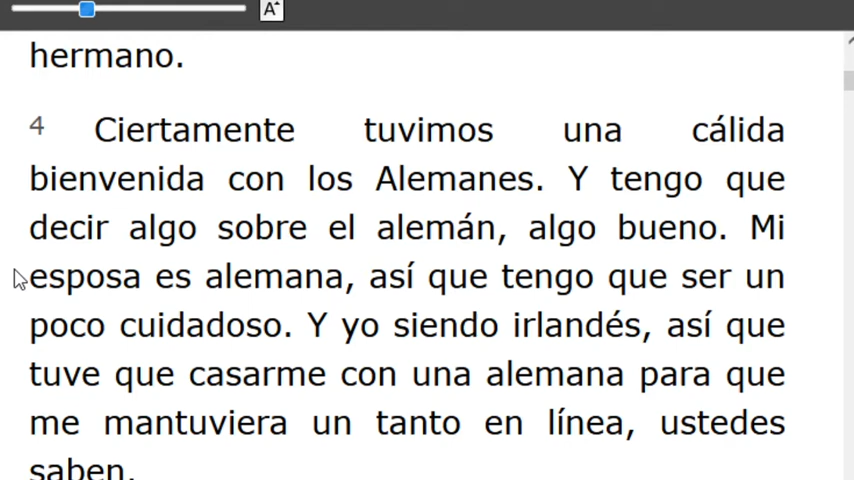 A
hermano.
4 Ciertamente tuvimos una cálida
bienvenida con los Alemanes. Y tengo que
decir algo sobre el alemán, algo bueno. Mi
esposa es alemana, así que tengo que ser un
poco cuidadoso. Y yo siendo irlandés, así que
tuve que casarme con una alemana para que
me mantuviera un tanto en línea, ustedes
saben.